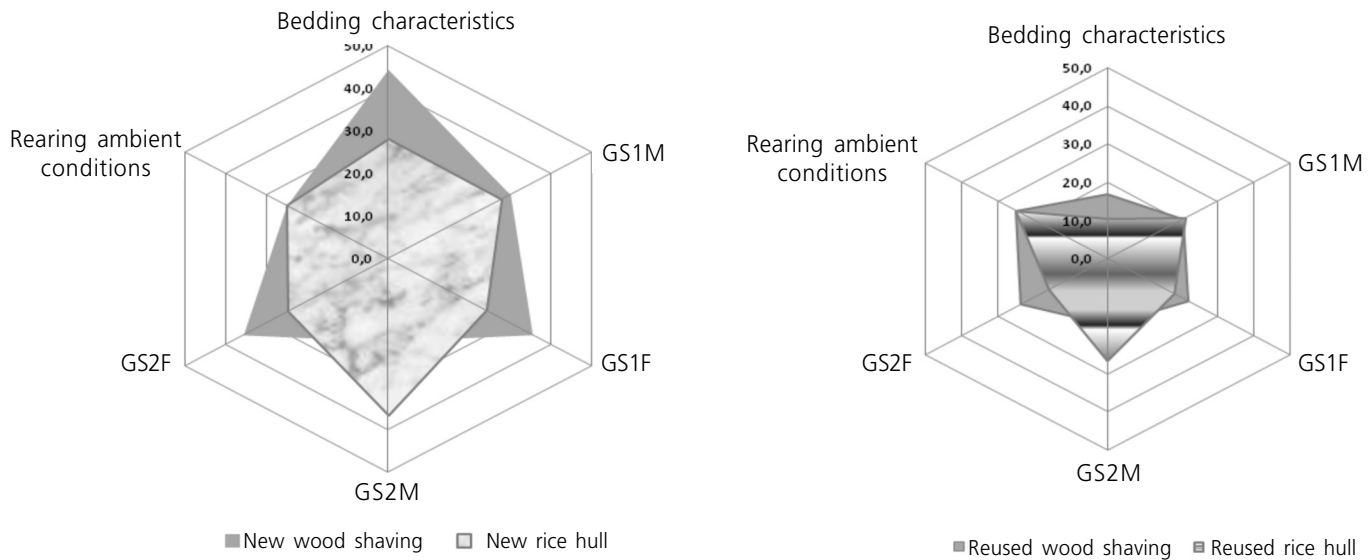 Bedding characteristics
50,0
40,0
30,0
20,0
10,0
0,0
Rearing ambient
conditions
GS1M
GS2F
GS1F
GS2M
New wood shaving
New rice hull
Bedding characteristics
50,0
40,0
30,0
20,0
10,0
0,0
Rearing ambient
conditions
GS1M
GS2F
GS1F
GS2M
Reused wood shaving
Reused rice hull